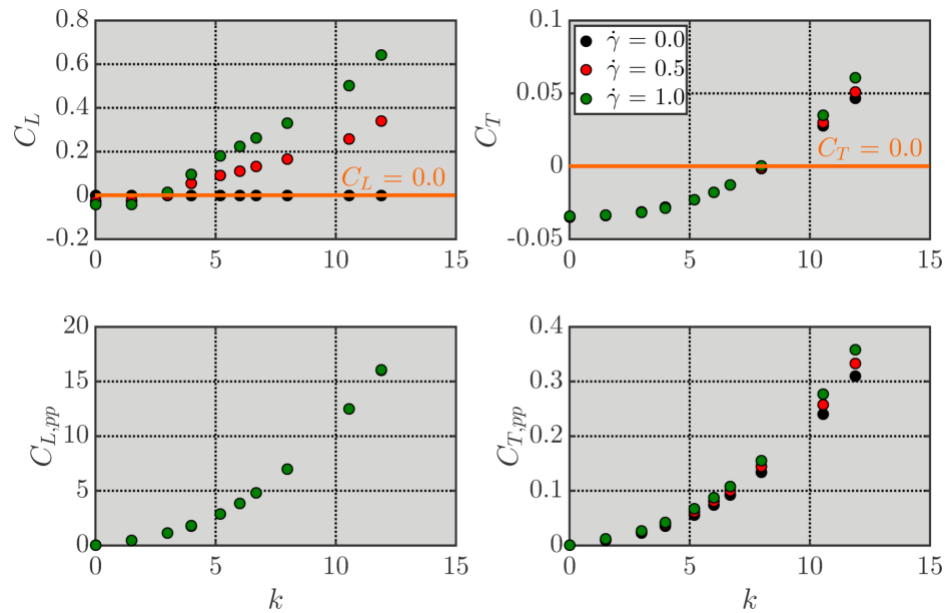 0.8
0.6
0.4
0.2
0
-0.2
C_L
C_L = 0.0
0 5 10 15
0.1
0.05
0
-0.05
C_T
γ̇ = 0.0
γ̇ = 0.5
γ̇ = 1.0
C_T = 0.0
0 5 10 15
20
15
10
5
0
C_{L,pp}
0 5 10 15
k
0.4
0.3
0.2
0.1
0
C_{T,pp}
0 5 10 15
k